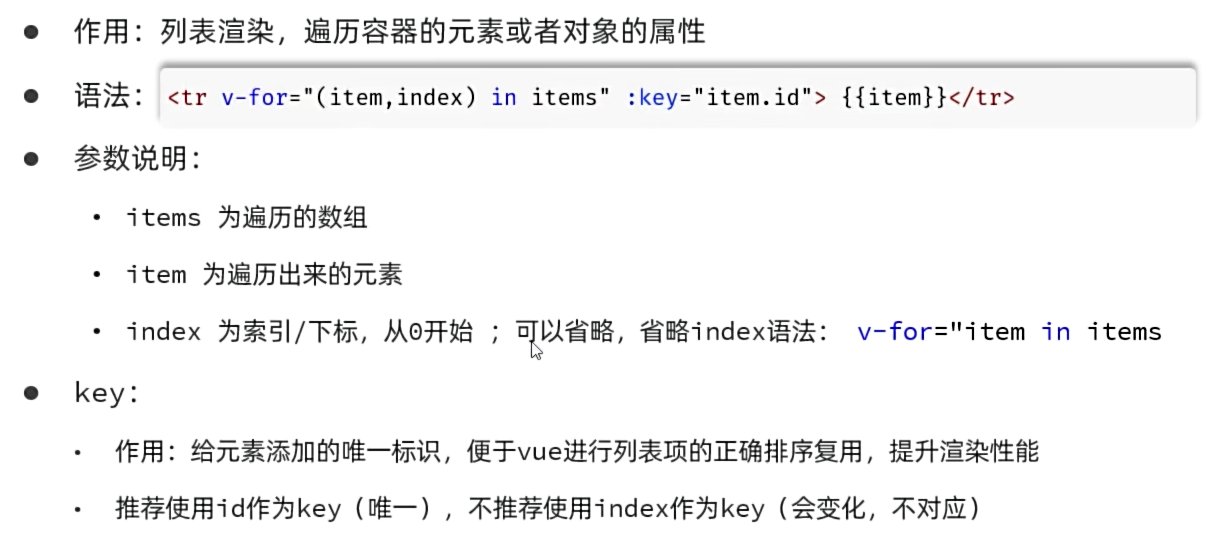 作用：列表渲染，遍历容器的元素或者对象的属性
语法：<tr v-for="(item,index) in items" :key="item.id"> {{item}}</tr>
参数说明：
items 为遍历的数组
item 为遍历出来的元素
index 为索引/下标，从0开始 ；可以省略，省略index语法： v-for="item in items
key：
作用：给元素添加的唯一标识，便于vue进行列表项的正确排序复用，提升渲染性能
推荐使用id作为key（唯一），不推荐使用index作为key（会变化，不对应）